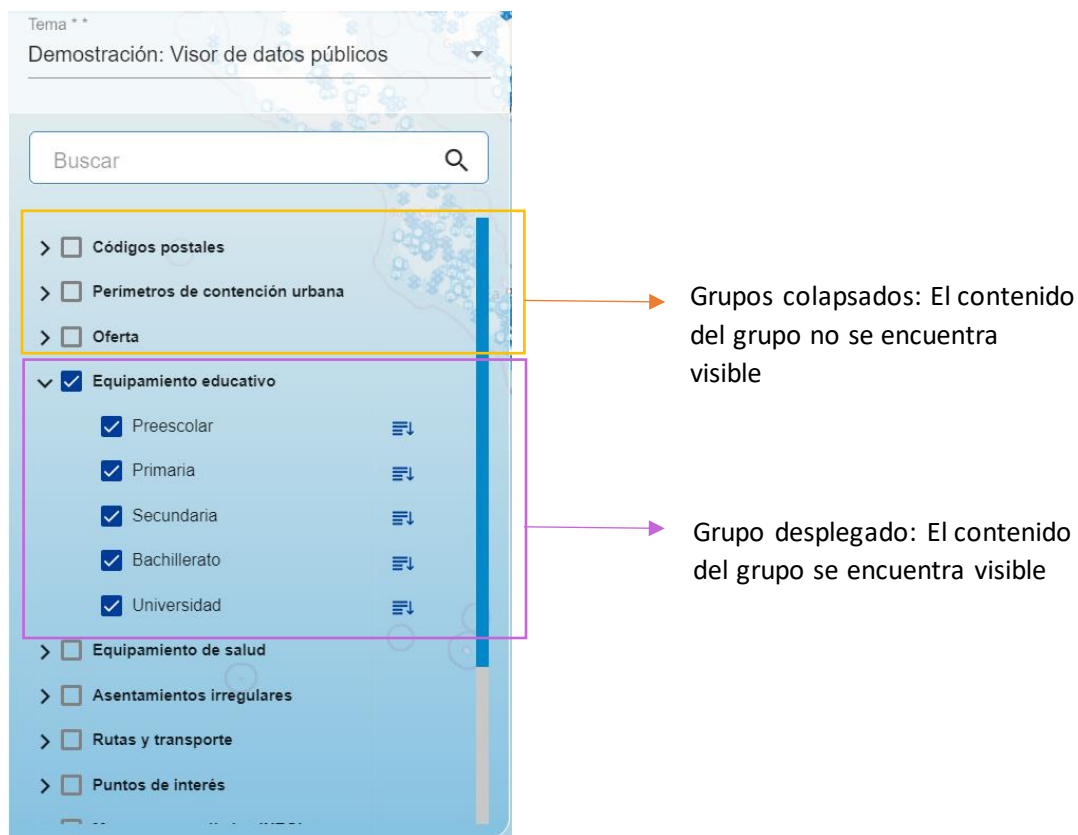 Tema * *
Demostración: Visor de datos públicos
Buscar
Códigos postales
Perímetros de contención urbana
Oferta
Equipamiento educativo
Preescolar
Primaria
Secundaria
Bachillerato
Universidad
Equipamiento de salud
Asentamientos irregulares
Rutas y transporte
Puntos de interés
Grupos colapsados: El contenido
del grupo no se encuentra
visible
Grupo desplegado: El contenido
del grupo se encuentra visible